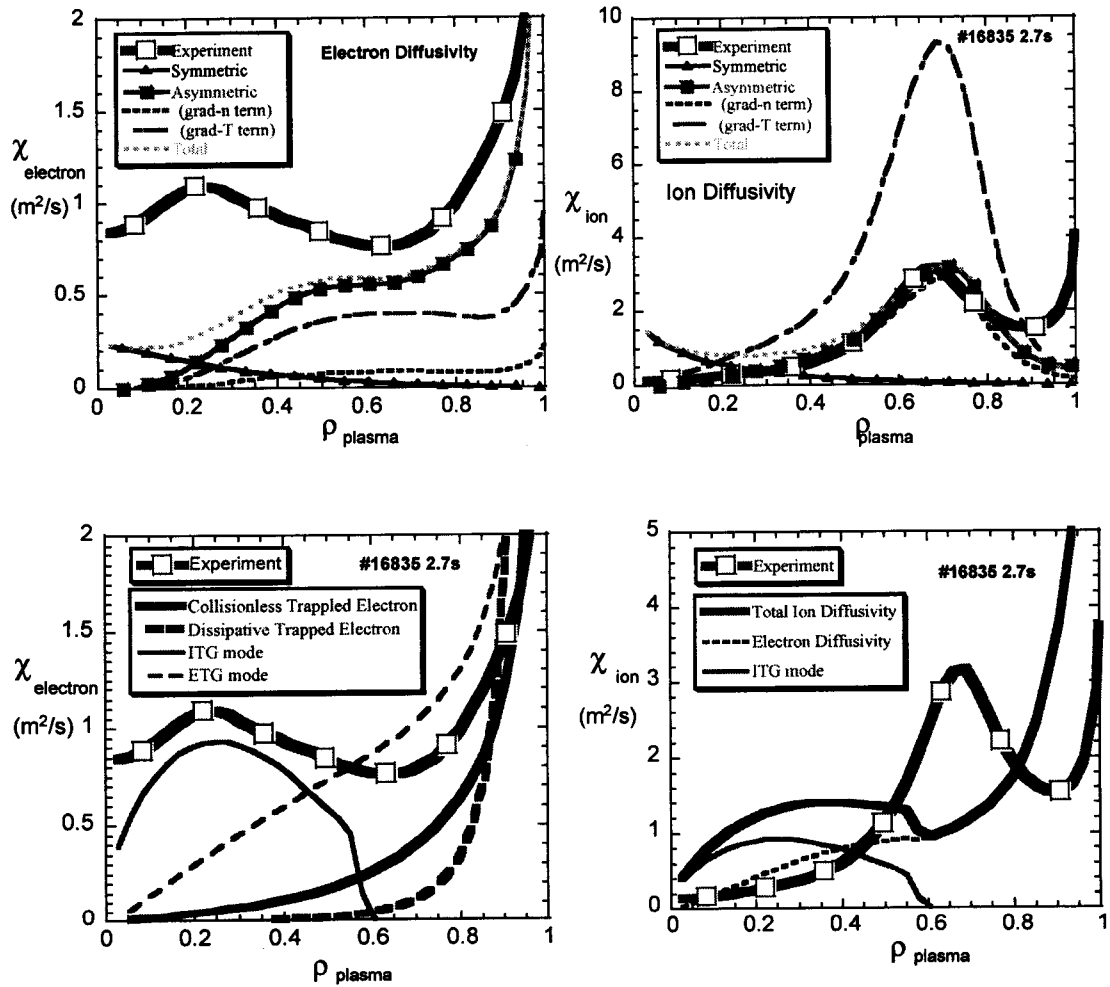 2
1.5
1
0.5
0
Experiment
Symmetric
Asymmetric
(grad-n term)
(grad-T term)
Total
Electron Diffusivity
χ electron
(m²/s)
0 0.2 0.4 0.6 0.8 1
ρ plasma
10
8
6
4
2
0
Experiment
Symmetric
Asymmetric
(grad-n term)
(grad-T term)
Total
#16835 2.7s
Ion Diffusivity
χ ion
(m²/s)
0 0.2 0.4 0.6 0.8 1
ρ plasma
2
1.5
1
0.5
0
Experiment
#16835 2.7s
Collisionless Trappled Electron
Dissipative Trapped Electron
ITG mode
ETG mode
χ electron
(m²/s)
0 0.2 0.4 0.6 0.8 1
ρ plasma
5
4
3
2
1
0
Experiment
#16835 2.7s
Total Ion Diffusivity
Electron Diffusivity
ITG mode
χ ion
(m²/s)
0 0.2 0.4 0.6 0.8 1
ρ plasma